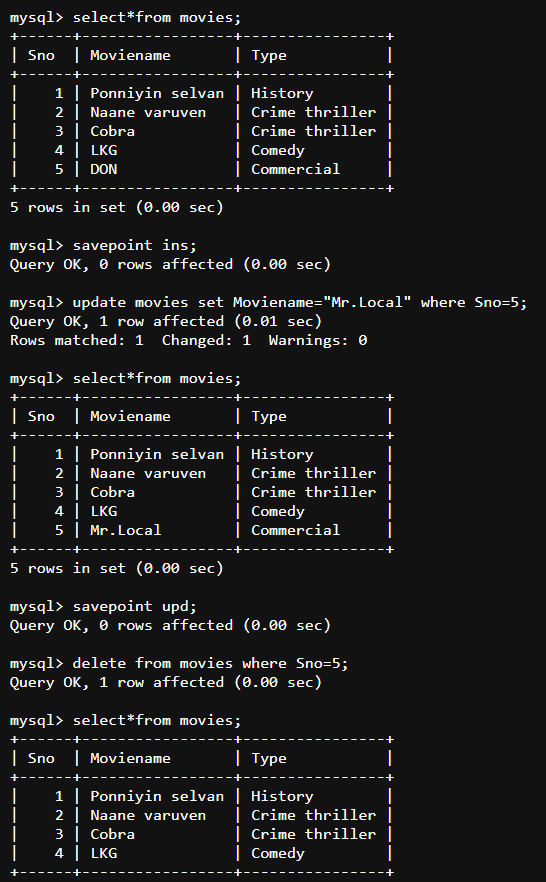 mysql> select*from movies;
+------+-----------------+----------------+
| Sno  | Moviename       | Type           |
+------+-----------------+----------------+
|    1 | Ponniyin selvan | History        |
|    2 | Naane varuven   | Crime thriller |
|    3 | Cobra           | Crime thriller |
|    4 | LKG             | Comedy         |
|    5 | DON             | Commercial     |
+------+-----------------+----------------+
5 rows in set (0.00 sec)

mysql> savepoint ins;
Query OK, 0 rows affected (0.00 sec)

mysql> update movies set Moviename="Mr.Local" where Sno=5;
Query OK, 1 row affected (0.01 sec)
Rows matched: 1  Changed: 1  Warnings: 0

mysql> select*from movies;
+------+-----------------+----------------+
| Sno  | Moviename       | Type           |
+------+-----------------+----------------+
|    1 | Ponniyin selvan | History        |
|    2 | Naane varuven   | Crime thriller |
|    3 | Cobra           | Crime thriller |
|    4 | LKG             | Comedy         |
|    5 | Mr.Local        | Commercial     |
+------+-----------------+----------------+
5 rows in set (0.00 sec)

mysql> savepoint upd;
Query OK, 0 rows affected (0.00 sec)

mysql> delete from movies where Sno=5;
Query OK, 1 row affected (0.00 sec)

mysql> select*from movies;
+------+-----------------+----------------+
| Sno  | Moviename       | Type           |
+------+-----------------+----------------+
|    1 | Ponniyin selvan | History        |
|    2 | Naane varuven   | Crime thriller |
|    3 | Cobra           | Crime thriller |
|    4 | LKG             | Comedy         |
+------+-----------------+----------------+